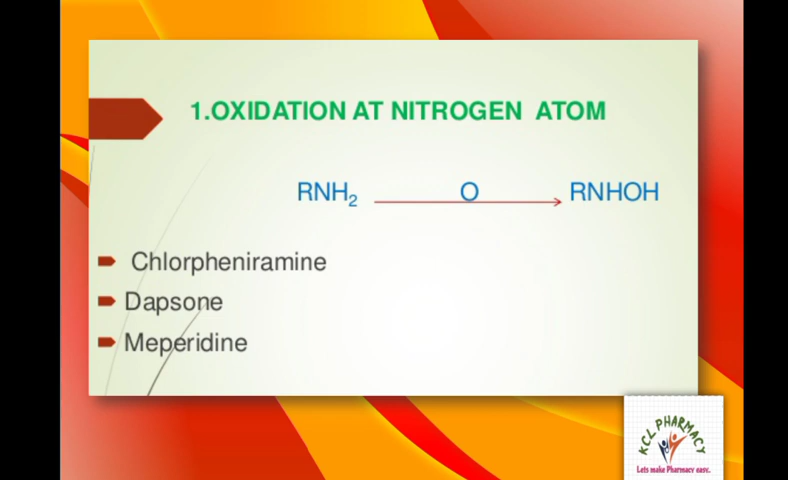 1.OXIDATION AT NITROGEN ATOM
RNH₂ O RNHOH
Chlorpheniramine
Dapsone
Meperidine
KCL PHARMACY
Lets make Pharmacy easy.